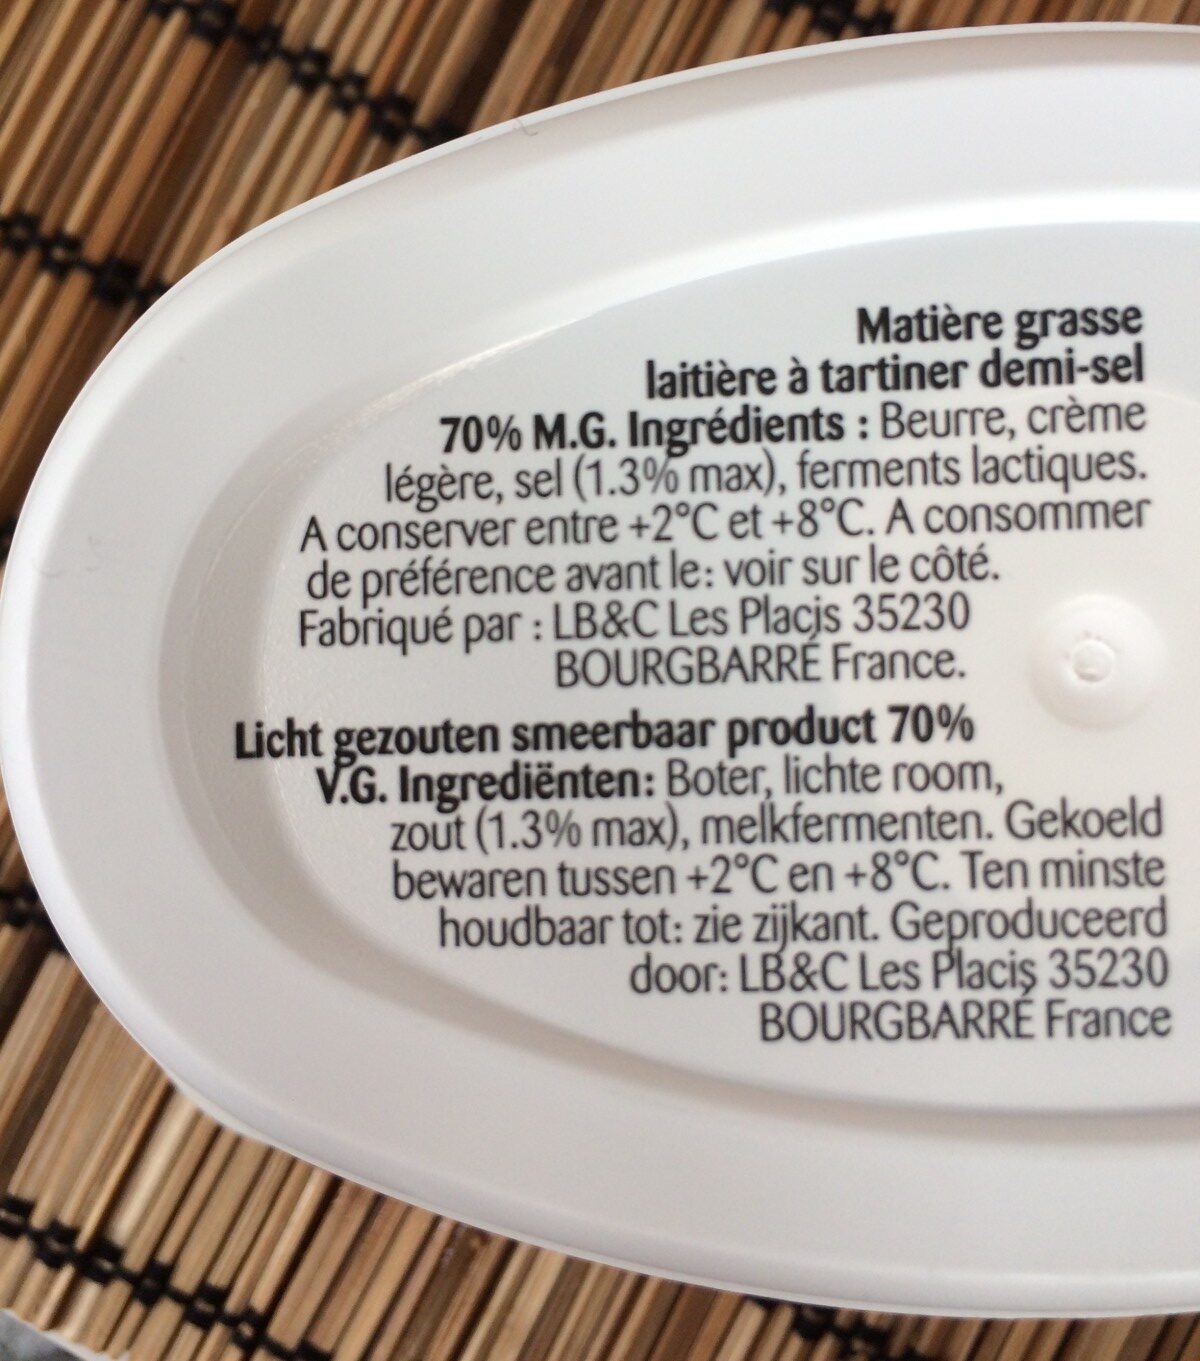 Matière grasse
laitière à tartiner demi-sel
70% M.G. Ingrédients : Beurre, crème
légère, sel (1.3% max), ferments lactiques.
A conserver entre +2°C et +8°C. A consommer
de préférence avant le: voir sur le côté.
Fabriqué par : LB&C Les Placis 35230
BOURGBARRÉ France.
Licht gezouten smeerbaar product 70%
V.G. Ingrediënten: Boter, lichte room,
zout (1.3% max), melkfermenten. Gekoeld
bewaren tussen +2°C en +8°C. Ten minste
houdbaar tot: zie zijkant. Geproduceerd
door: LB&C Les Placis 35230
BOURGBARRÉ France